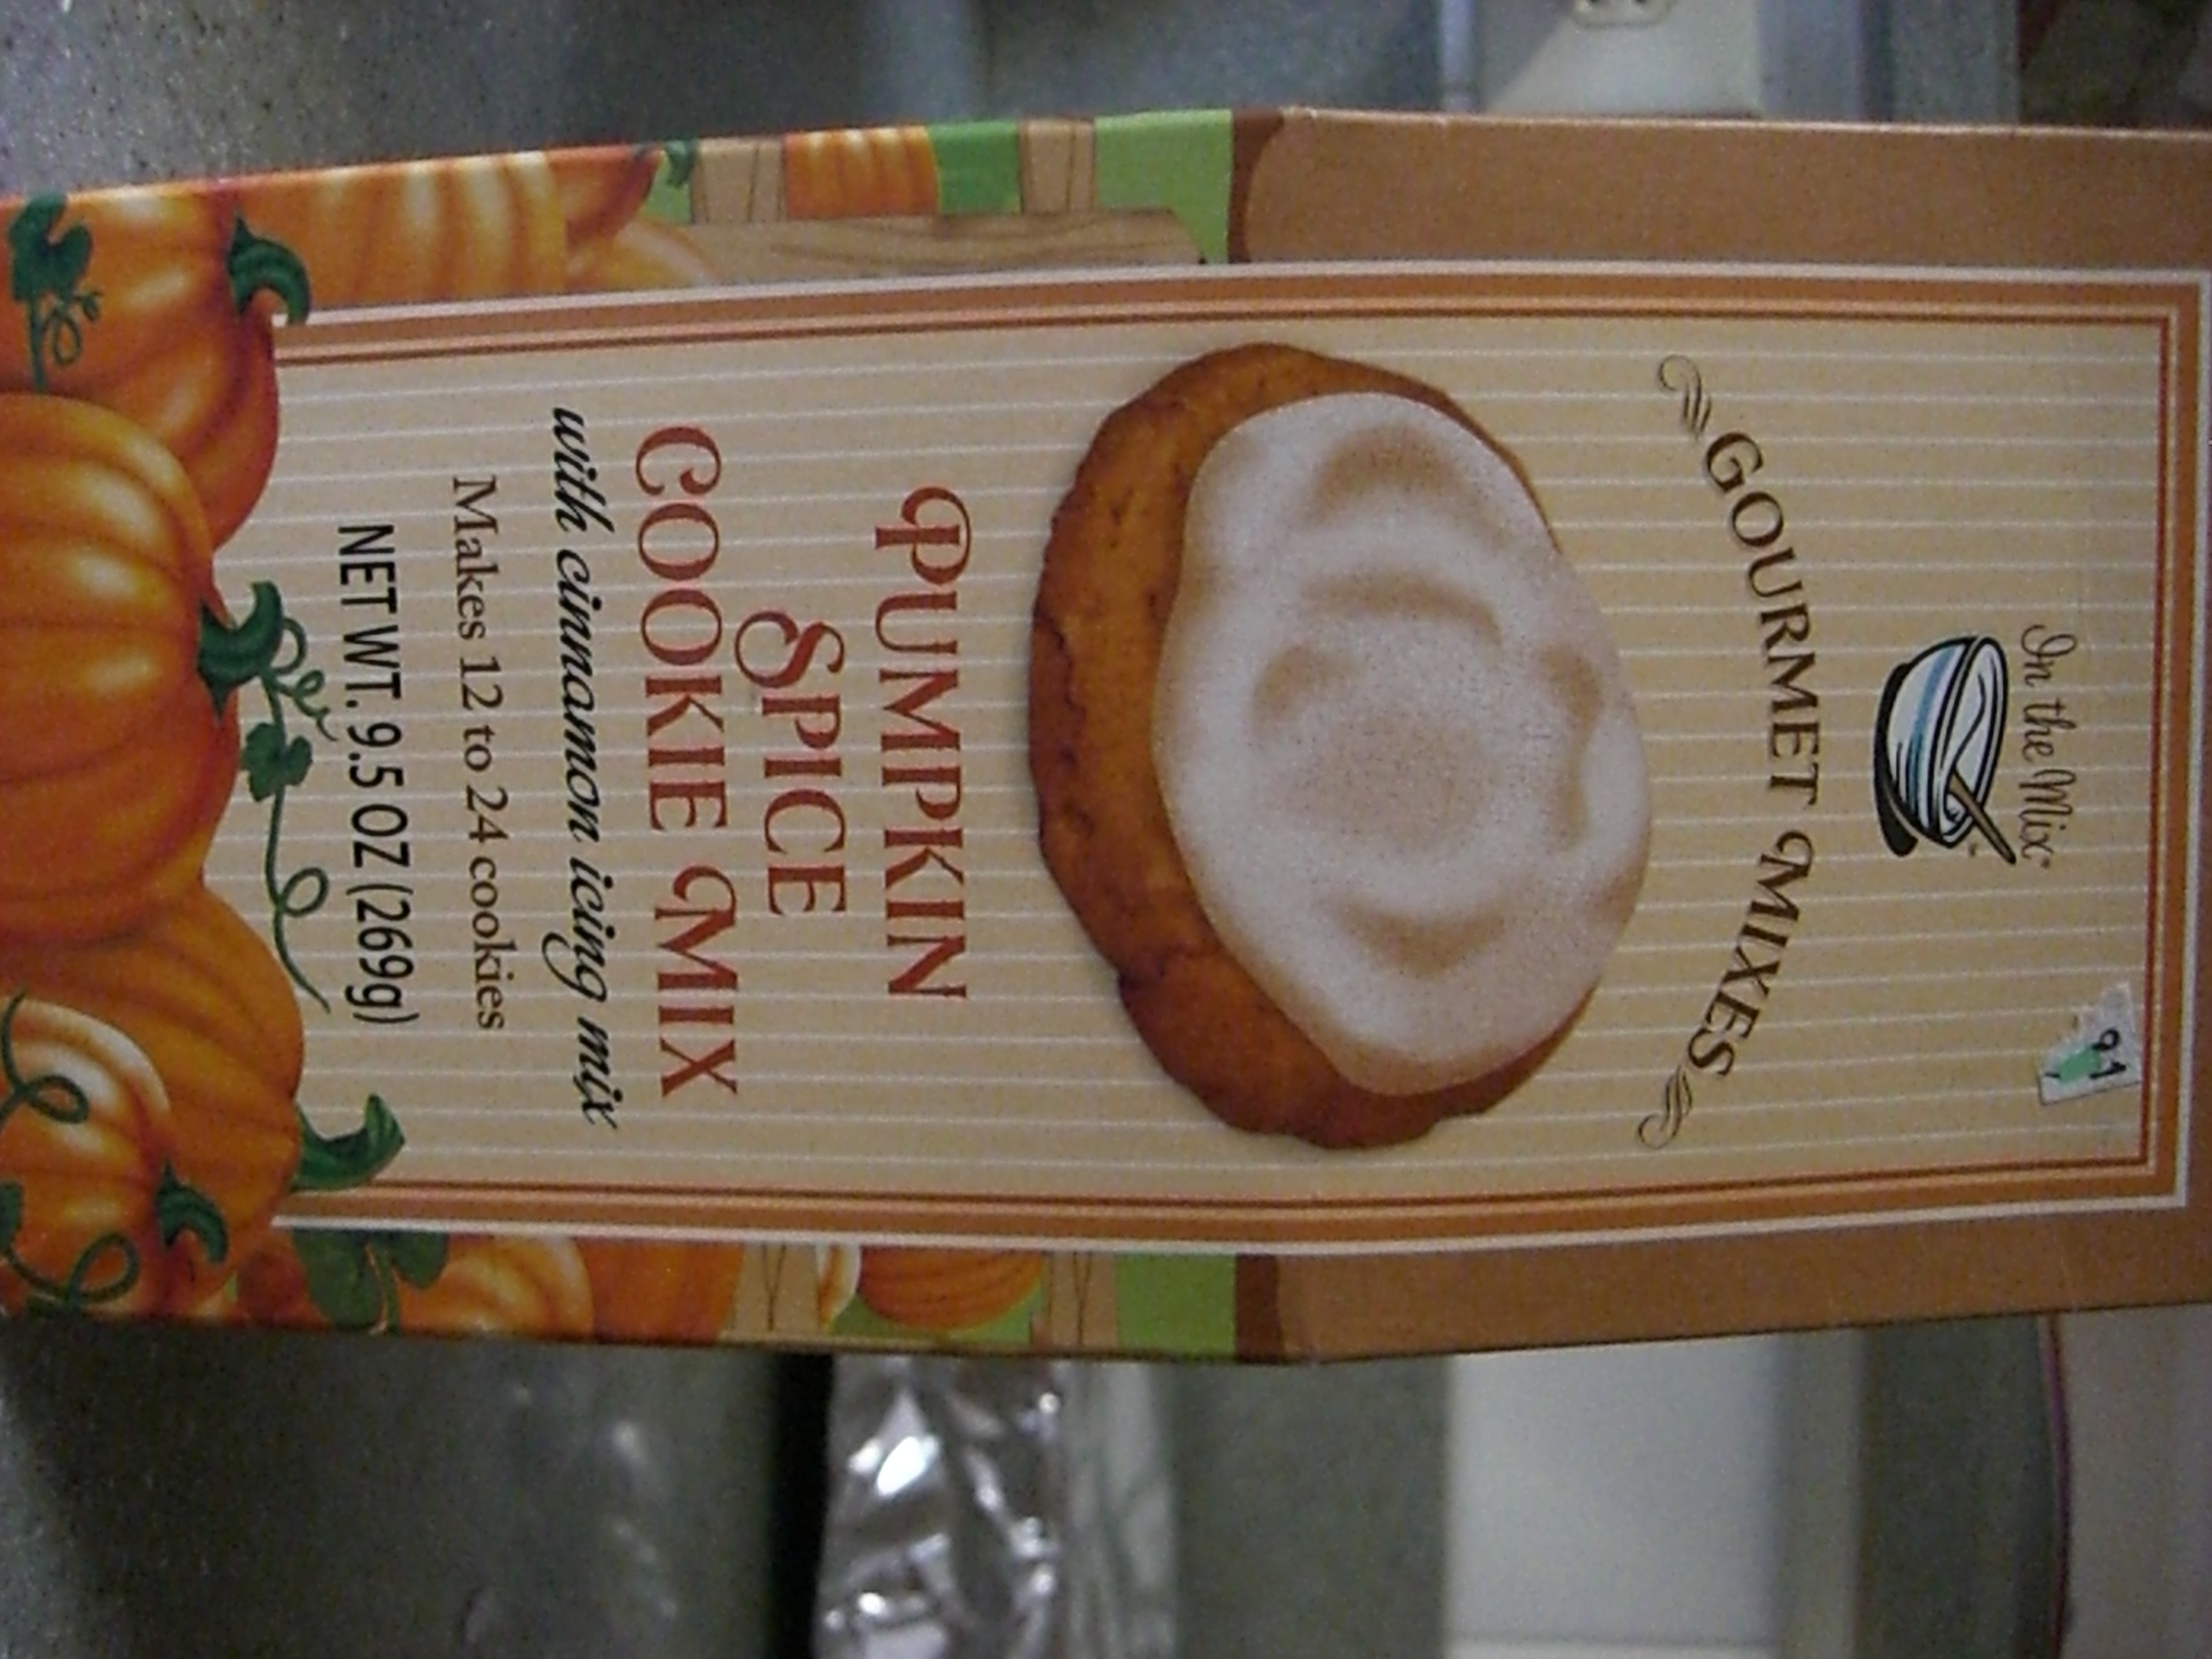 In the Mix™
GOURMET MIXES
PUMPKIN
SPICE
COOKIE MIX
with cinnamon icing mix
Makes 12 to 24 cookies
NET WT. 9.5 OZ (269g)